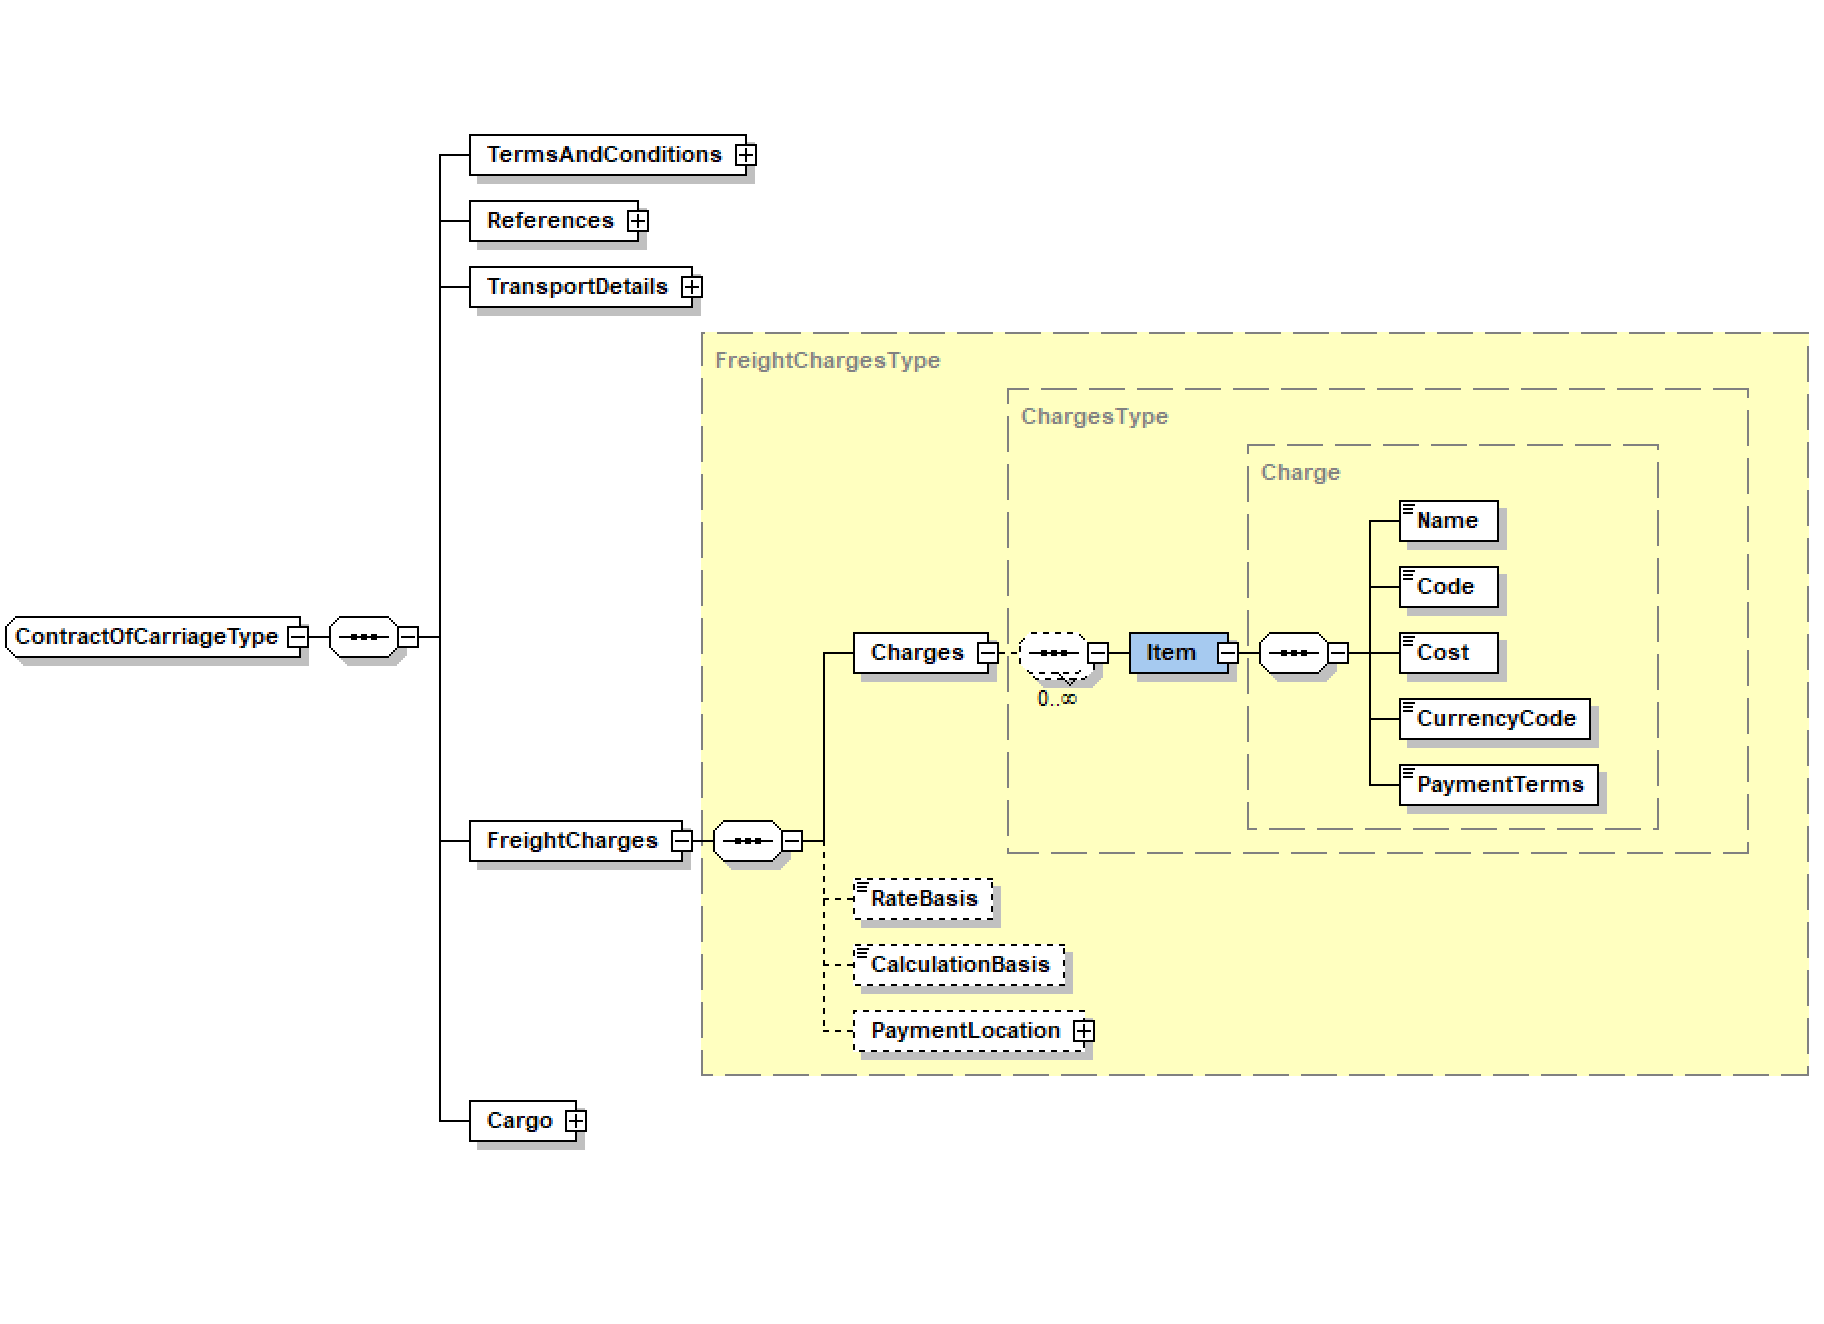 TermsAndConditions
References
TransportDetails
FreightChargesType
ChargesType
Charge
Name
Code
ContractOfCarriageType
Charges
Item
Cost
0..∞
CurrencyCode
PaymentTerms
FreightCharges
RateBasis
CalculationBasis
PaymentLocation
Cargo